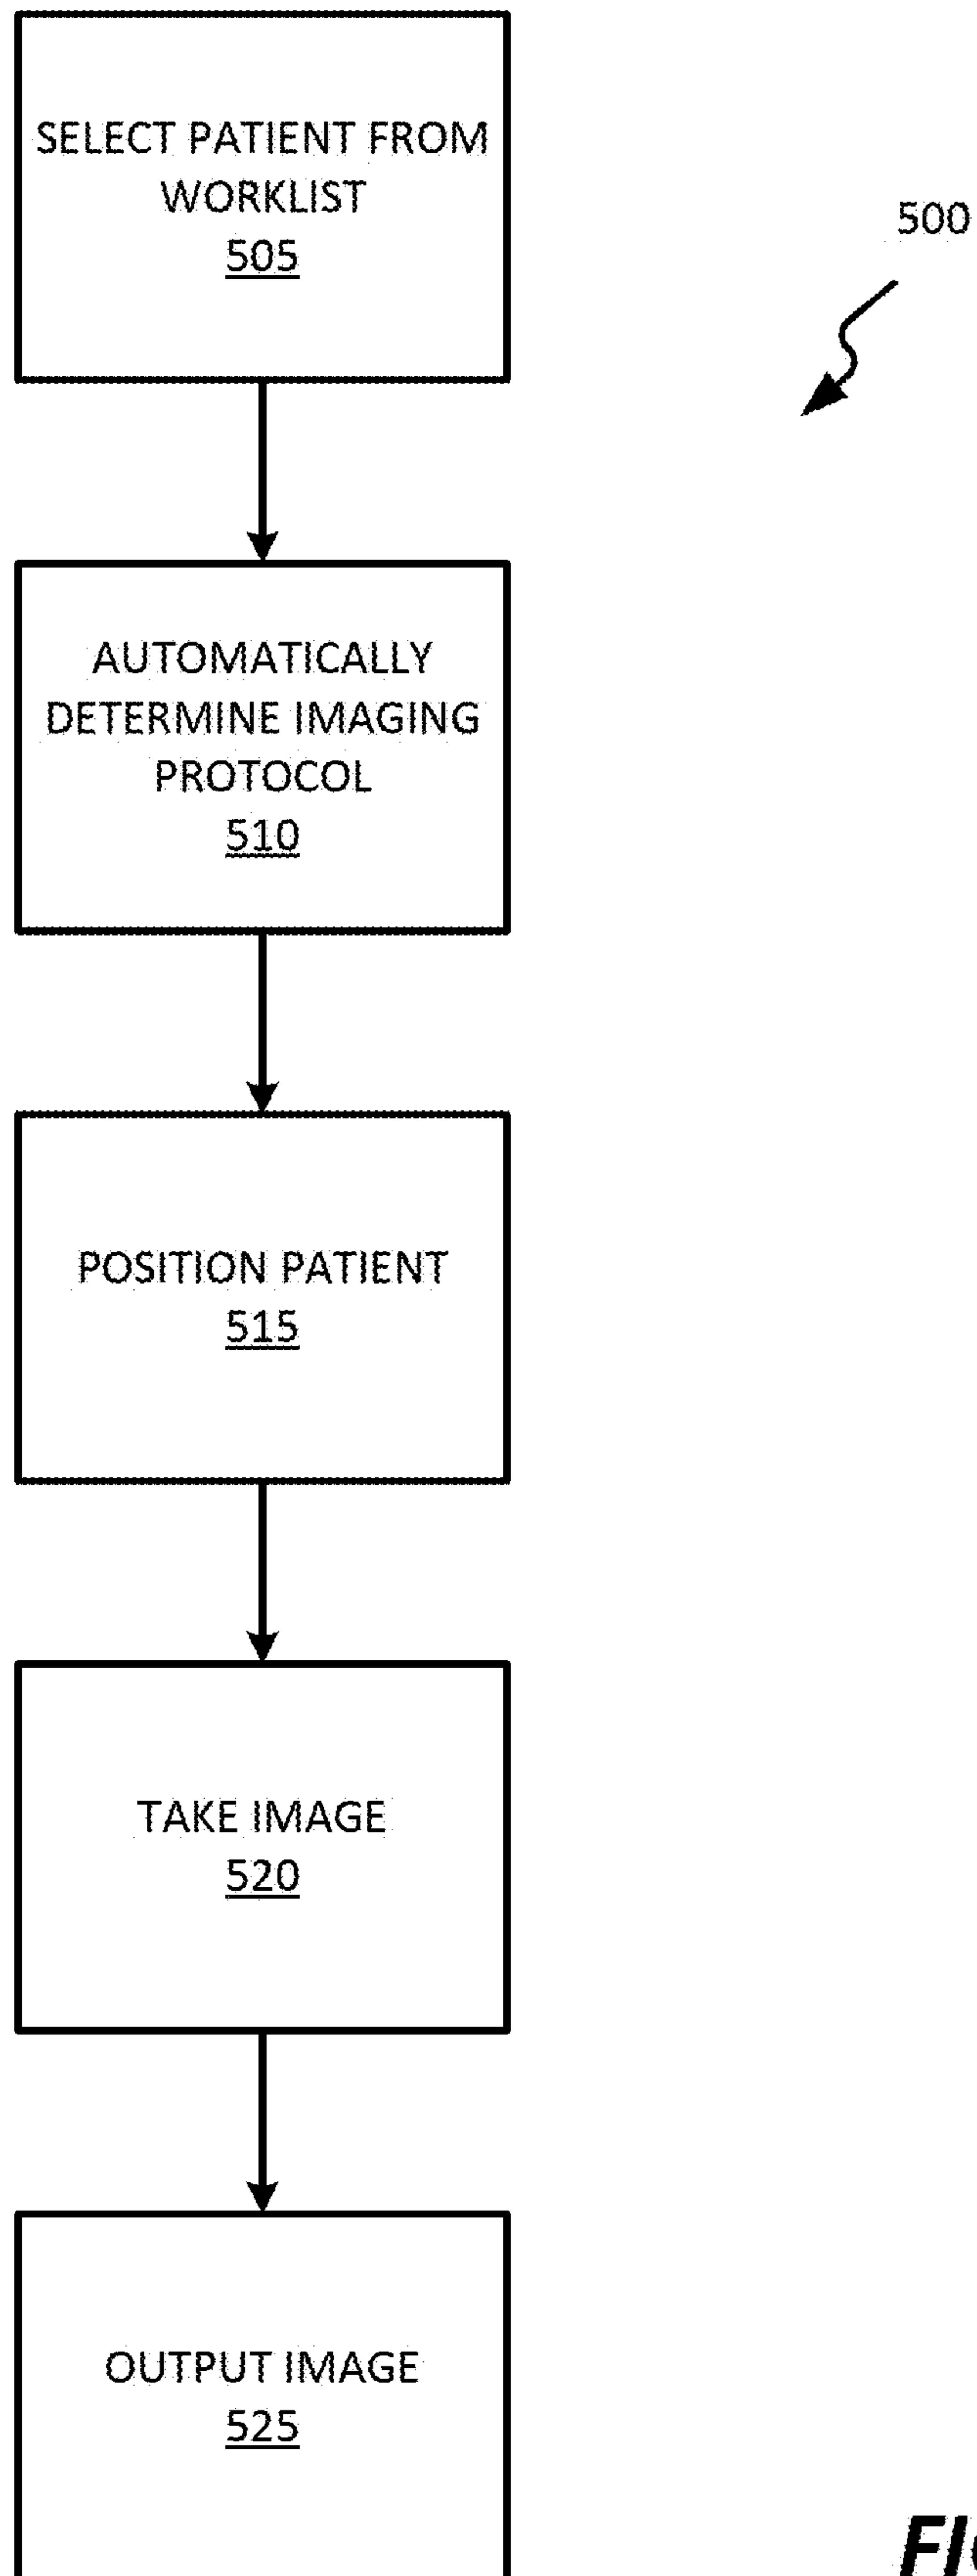 SELECT PATIENT FROM
WORKLIST
505
500
AUTOMATICALLY
DETERMINE IMAGING
PROTOCOL
510
POSITION PATIENT
515
TAKE IMAGE
520
OUTPUT IMAGE
525